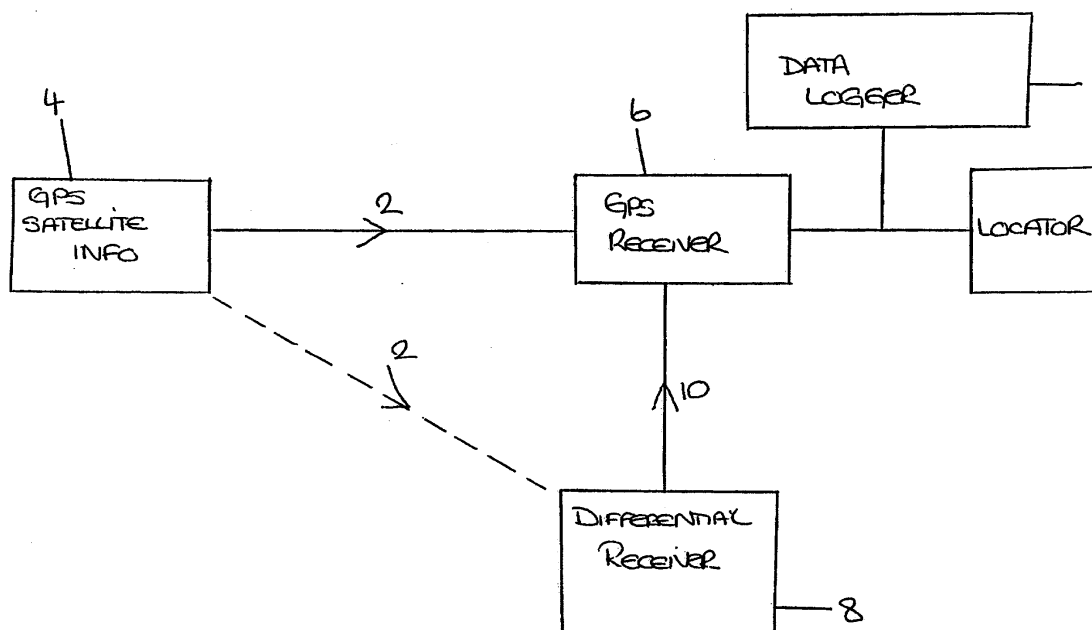 DATA
LOGGER
4
6
GPS
SATELLITE
INFO
2
GPS
RECEIVER
LOCATOR
2
10
DIFFERENTIAL
RECEIVER
8